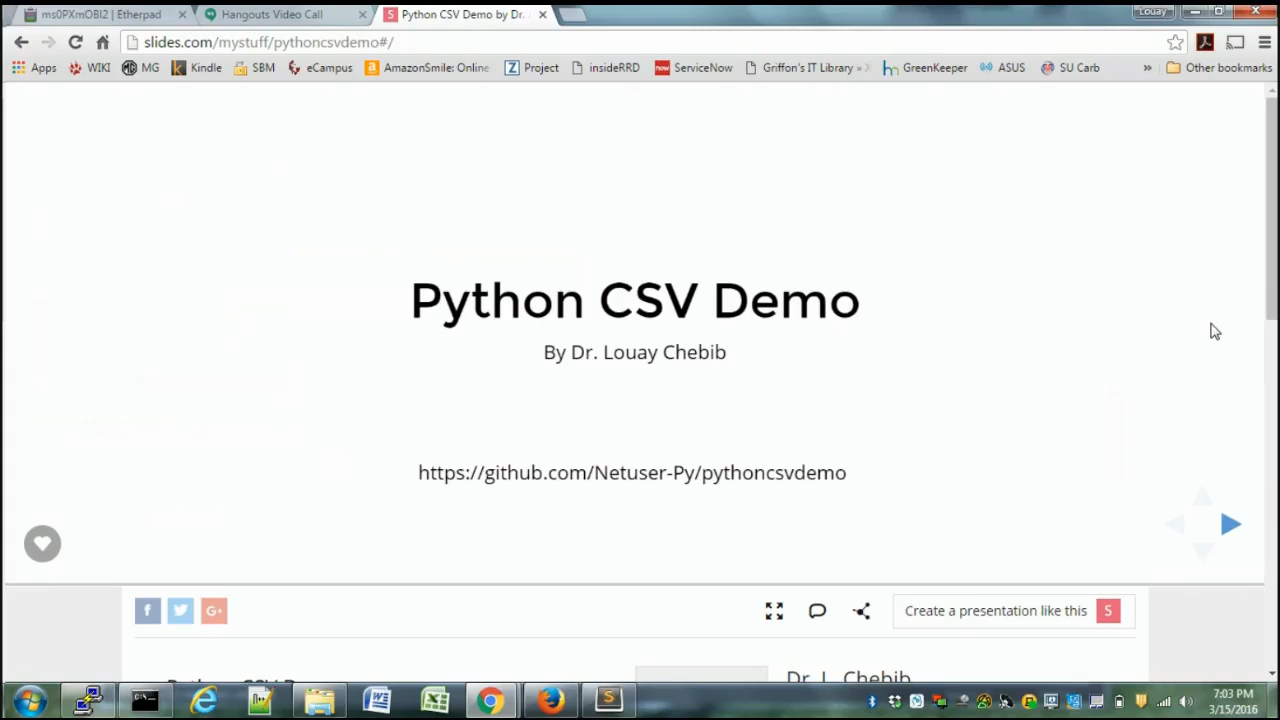 ms0PXmOBI2 | Etherpad
Hangouts Video Call
Python CSV Demo by Dr.
Louay
slides.com/mystuff/pythoncsvdemo#/
Apps WIKI MG Kindle SBM eCampus AmazonSmile: Online Project insideRRD ServiceNow Griffon's IT Library » GreenKeeper ASUS SU Carb » Other bookmarks
Python CSV Demo
By Dr. Louay Chebib
https://github.com/Netuser-Py/pythoncsvdemo
Create a presentation like this S
Dr. L. Chebib
7:03 PM
3/15/2016